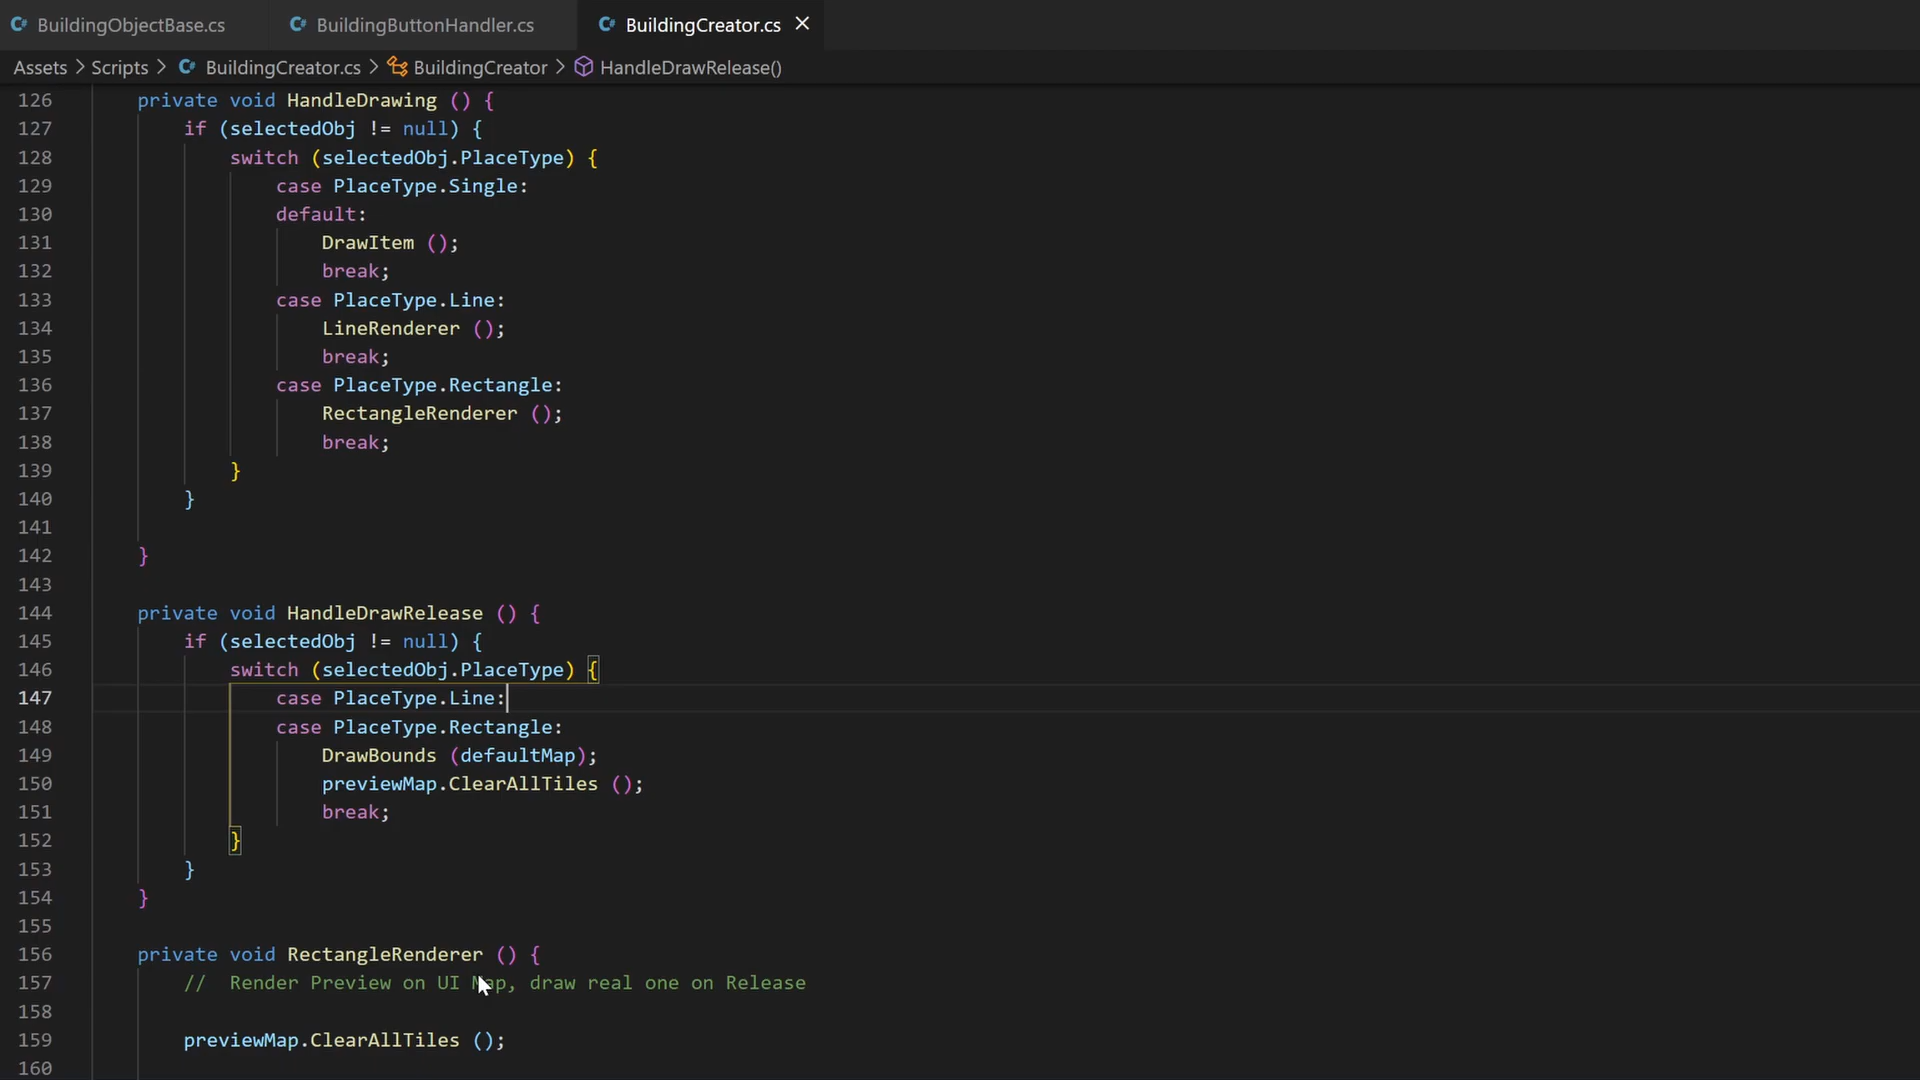 BuildingObjectBase.cs BuildingButtonHandler.cs BuildingCreator.cs
Assets > Scripts > BuildingCreator.cs > BuildingCreator > HandleDrawRelease()
126 private void HandleDrawing () {
127 if (selectedObj != null) {
128 switch (selectedObj.PlaceType) {
129 case PlaceType.Single:
130 default:
131 DrawItem ();
132 break;
133 case PlaceType.Line:
134 LineRenderer ();
135 break;
136 case PlaceType.Rectangle:
137 RectangleRenderer ();
138 break;
139 }
140 }
141
142 }
143
144 private void HandleDrawRelease () {
145 if (selectedObj != null) {
146 switch (selectedObj.PlaceType) {
147 case PlaceType.Line:
148 case PlaceType.Rectangle:
149 DrawBounds (defaultMap);
150 previewMap.ClearAllTiles ();
151 break;
152 }
153 }
154 }
155
156 private void RectangleRenderer () {
157 // Render Preview on UI Map, draw real one on Release
158
159 previewMap.ClearAllTiles ();
160